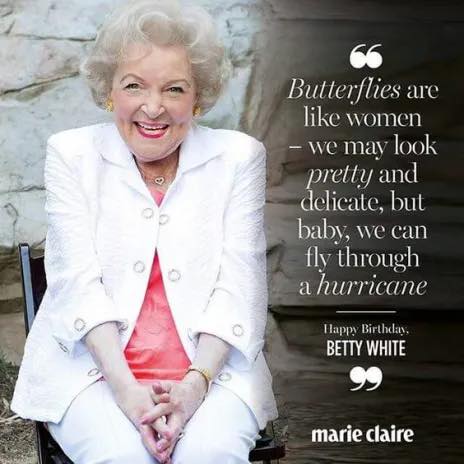 “
Butterflies are
like women
– we may look
pretty and
delicate, but
baby, we can
fly through
a hurricane
Happy Birthday,
BETTY WHITE
”
marie claire